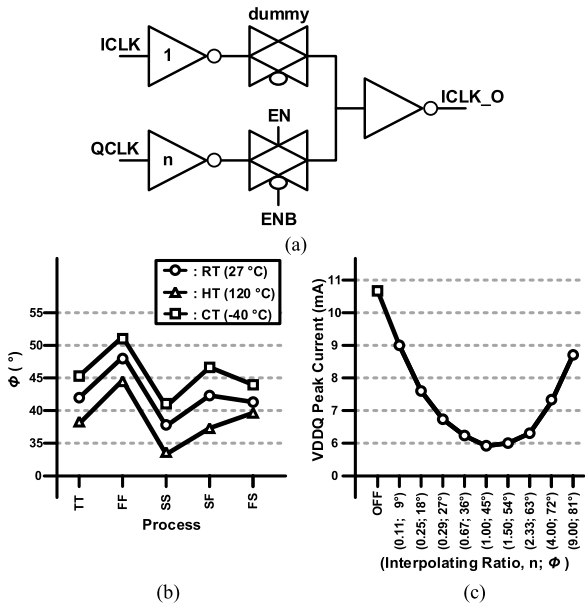 dummy
ICLK
1
EN
ICLK_O
QCLK
n
ENB
(a)
: RT (27 °C)
: HT (120 °C)
: CT (-40 °C)
Φ (°)
55
50
45
40
35
0
TT
FF
SS
SF
FS
Process
(b)
VDDQ Peak Current (mA)
11
10
9
8
7
6
0
OFF
(0.11; 9°)
(0.25; 18°)
(0.29; 27°)
(0.67; 36°)
(1.00; 45°)
(1.50; 54°)
(2.33; 63°)
(4.00; 72°)
(9.00; 81°)
(Interpolating Ratio, n; Φ )
(c)